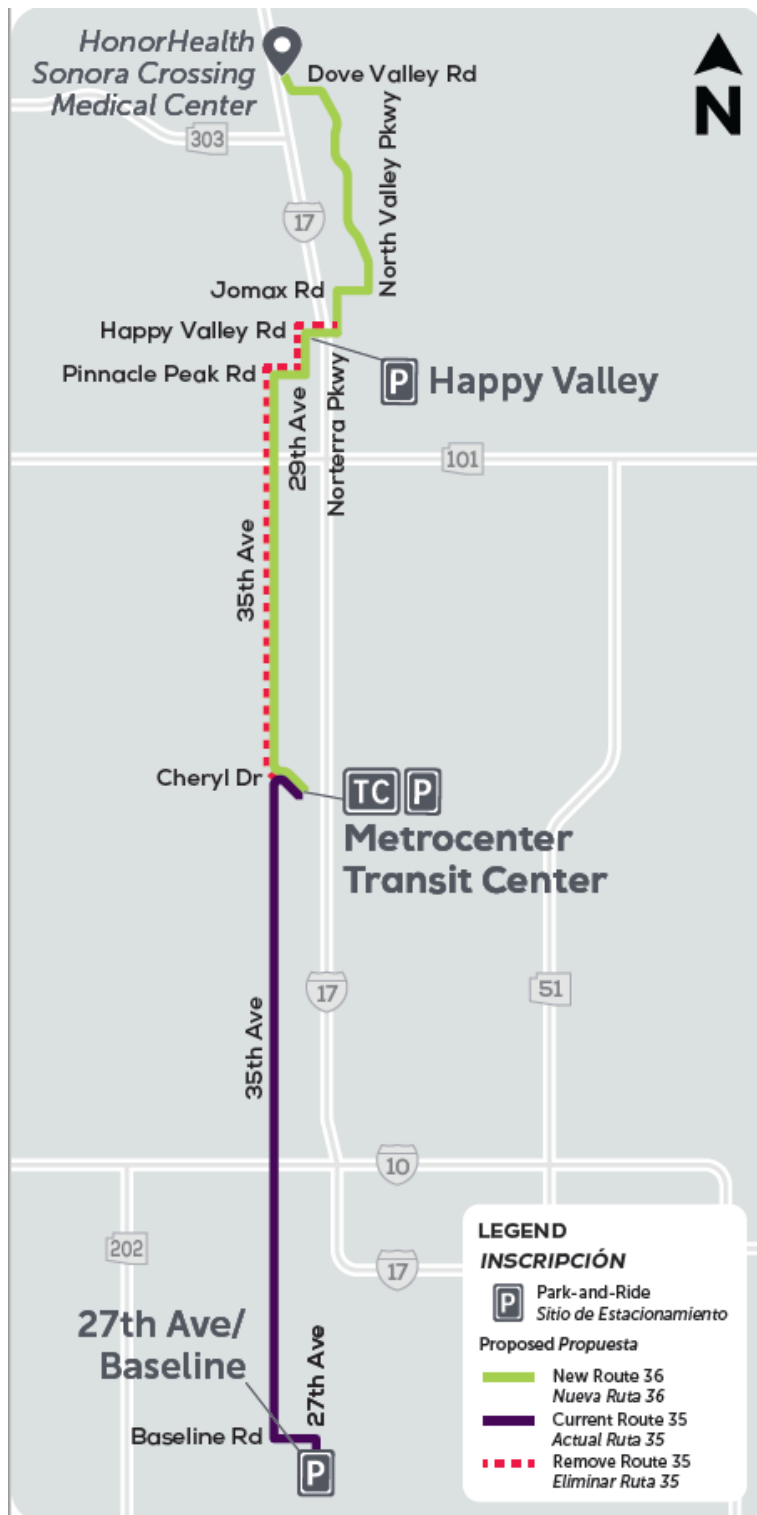 HonorHealth
Sonora Crossing
Medical Center
Dove Valley Rd
N
303
North Valley Pkwy
17
Jomax Rd
Happy Valley Rd
P Happy Valley
Pinnacle Peak Rd
29th Ave
Norterra Pkwy
101
35th Ave
Cheryl Dr
TC P
Metrocenter
Transit Center
17
51
35th Ave
10
202
17
27th Ave/
Baseline
27th Ave
Baseline Rd
P
LEGEND
INSCRIPCIÓN
P
Park-and-Ride
Sitio de Estacionamiento
Proposed Propuesta
New Route 36
Nueva Ruta 36
Current Route 35
Actual Ruta 35
Remove Route 35
Eliminar Ruta 35